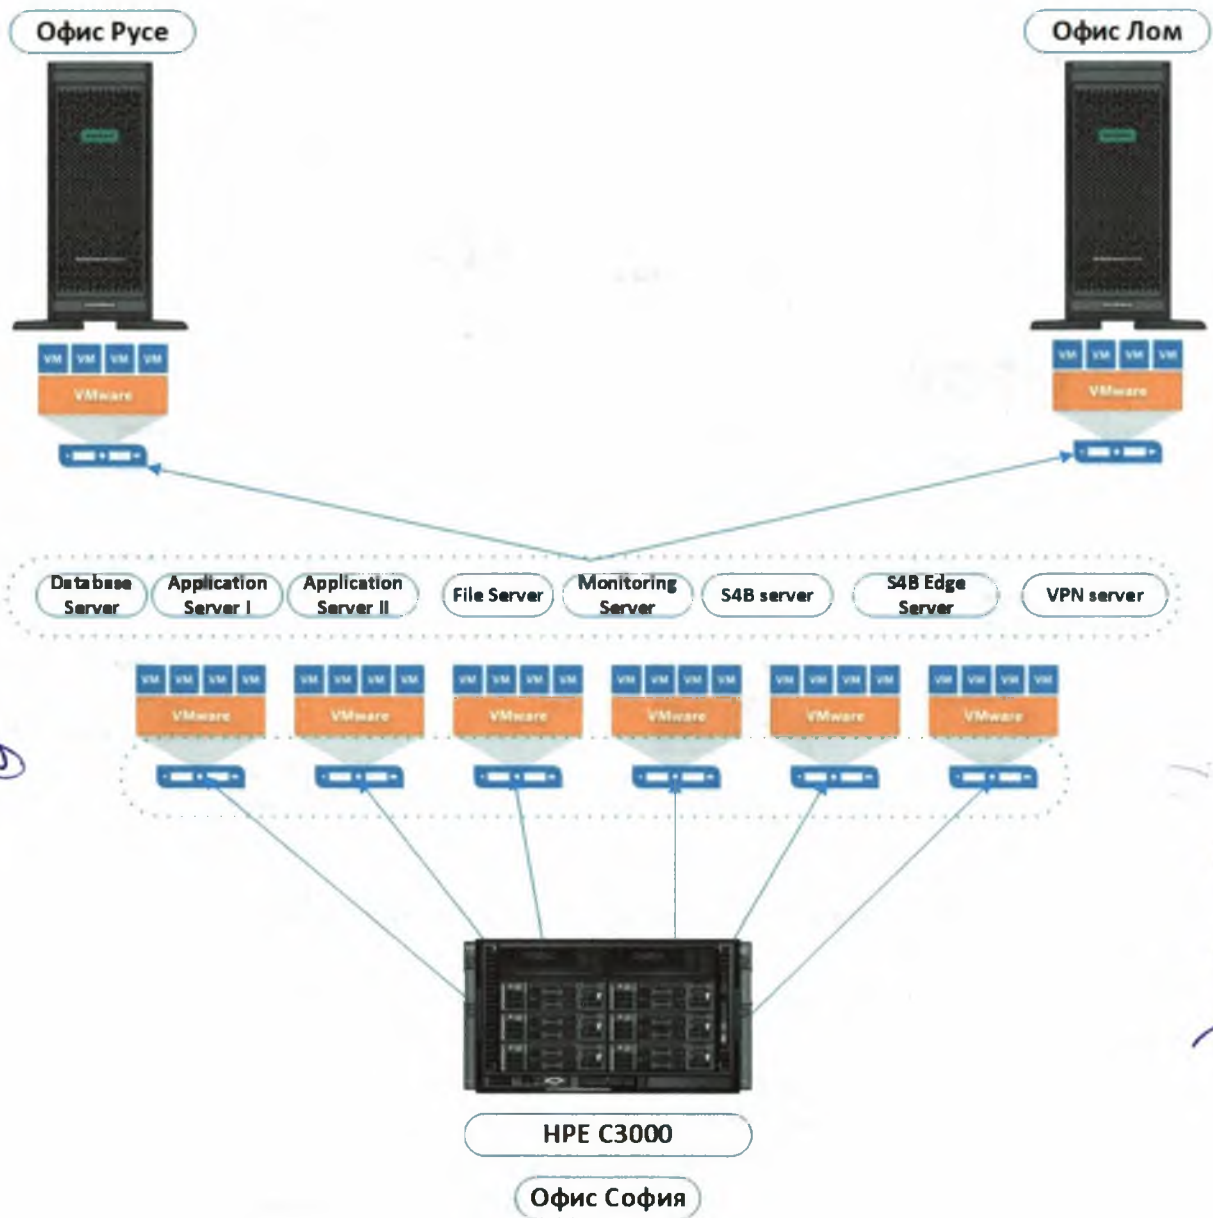 Офис Русе
Офис Лом
VM VM VM VM
VMware
VM VM VM VM
VMware
Database
Server
Application
Server I
Application
Server II
File Server
Monitoring
Server
S4B server
S4B Edge
Server
VPN server
VM VM VM VM
VMware
VM VM VM VM
VMware
VM VM VM VM
VMware
VM VM VM VM
VMware
VM VM VM VM
VMware
VM VM VM VM
VMware
HPE C3000
Офис София